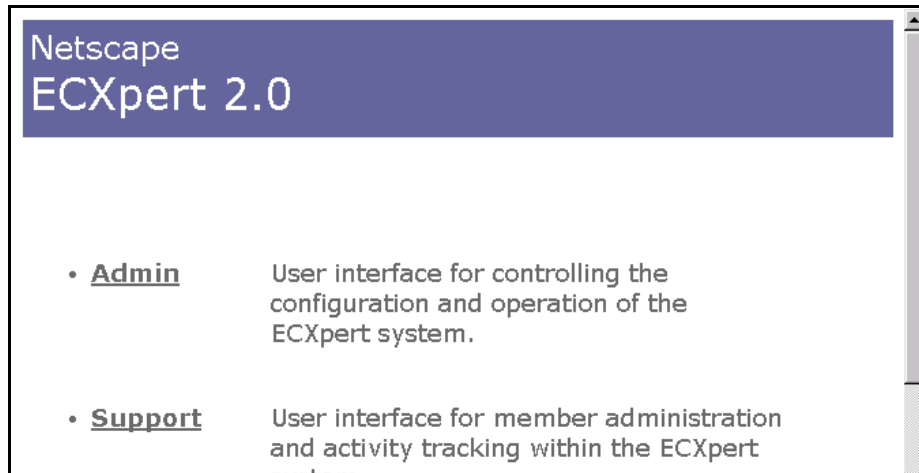 Netscape
ECXpert 2.0
• Admin User interface for controlling the
configuration and operation of the
ECXpert system.
• Support User interface for member administration
and activity tracking within the ECXpert